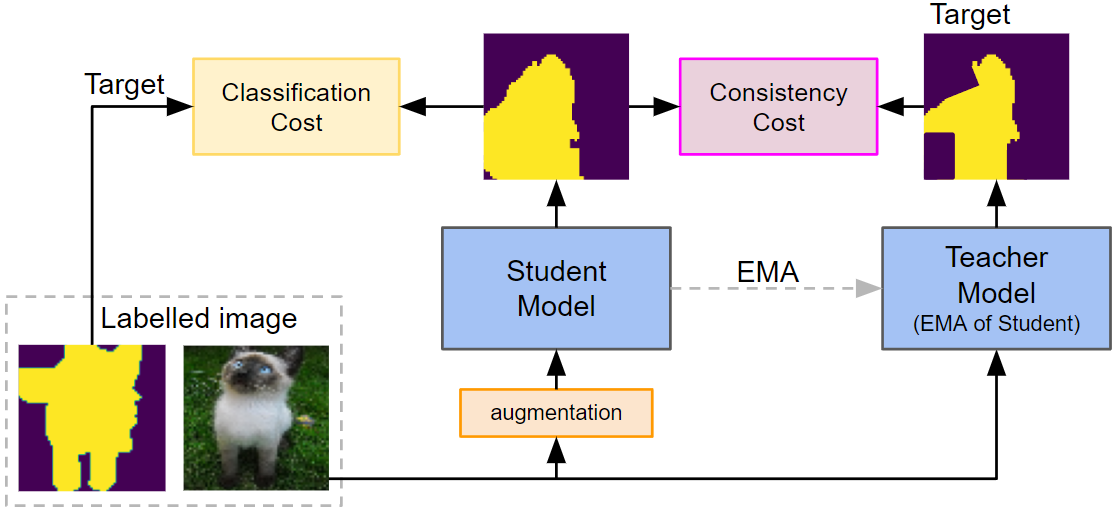 Target
Target
Classification
Cost
Consistency
Cost
Student
Model
EMA
Teacher
Model
(EMA of Student)
Labelled image
augmentation